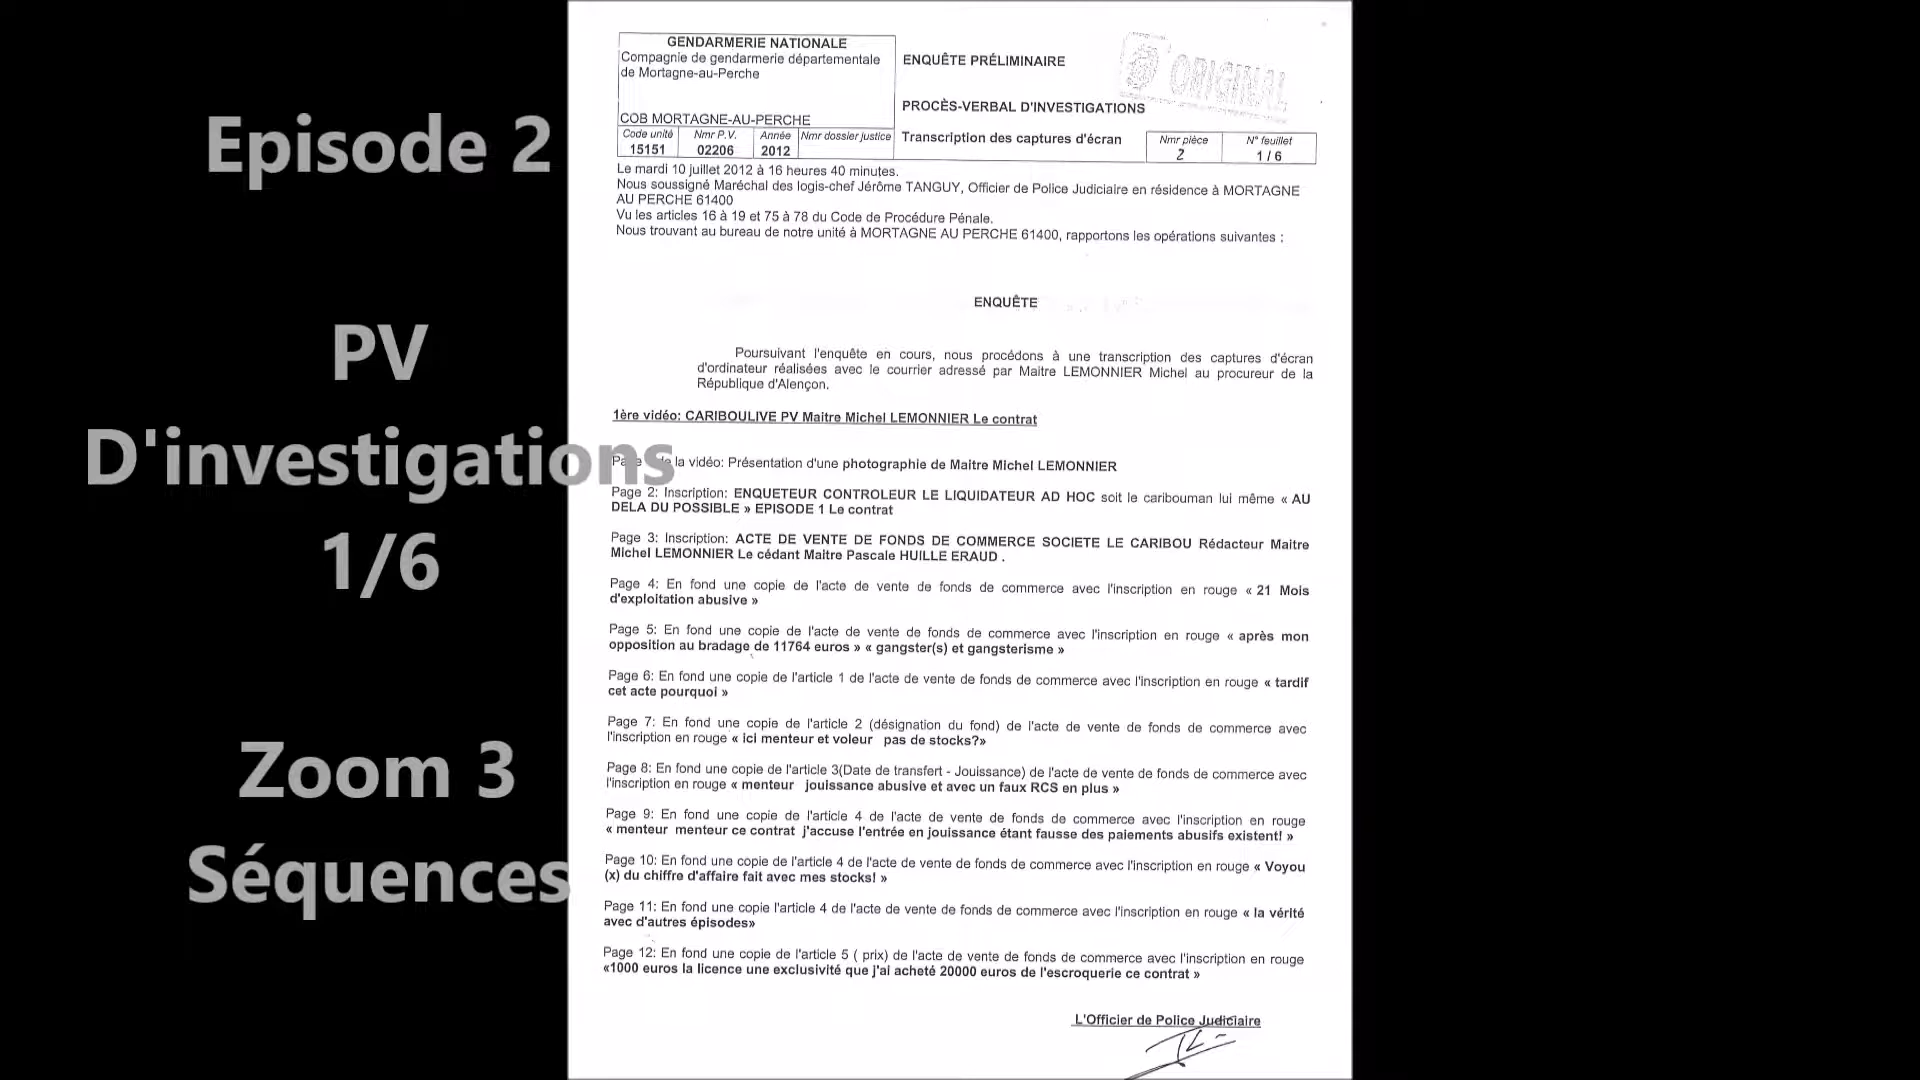 Episode 2
PV
D'investigations
1/6
Zoom 3
Séquences
GENDARMERIE NATIONALE
Compagnie de gendarmerie départementale
de Mortagne-au-Perche
COB MORTAGNE-AU-PERCHE
ENQUÊTE PRÉLIMINAIRE
PROCÈS-VERBAL D'INVESTIGATIONS
Transcription des captures d'écran
ORIGINAL
Code unité Nmr P.V. Année Nmr dossier justice
15151 02206 2012
Nmr pièce N° feuillet
2 1 / 6
Le mardi 10 juillet 2012 à 16 heures 40 minutes.
Nous soussigné Maréchal des logis-chef Jérôme TANGUY, Officier de Police Judiciaire en résidence à MORTAGNE
AU PERCHE 61400
Vu les articles 16 à 19 et 75 à 78 du Code de Procédure Pénale.
Nous trouvant au bureau de notre unité à MORTAGNE AU PERCHE 61400, rapportons les opérations suivantes :
ENQUÊTE
Poursuivant l'enquête en cours, nous procédons à une transcription des captures d'écran
d'ordinateur réalisées avec le courrier adressé par Maitre LEMONNIER Michel au procureur de la
République d'Alençon.
1ère vidéo: CARIBOULIVE PV Maitre Michel LEMONNIER Le contrat
la vidéo: Présentation d'une photographie de Maitre Michel LEMONNIER
Page 2: Inscription: ENQUETEUR CONTROLEUR LE LIQUIDATEUR AD HOC soit le caribouman lui même « AU
DELA DU POSSIBLE » EPISODE 1 Le contrat
Page 3: Inscription: ACTE DE VENTE DE FONDS DE COMMERCE SOCIETE LE CARIBOU Rédacteur Maitre
Michel LEMONNIER Le cédant Maitre Pascale HUILLE ERAUD .
Page 4: En fond une copie de l'acte de vente de fonds de commerce avec l'inscription en rouge « 21 Mois
d'exploitation abusive »
Page 5: En fond une copie de l'acte de vente de fonds de commerce avec l'inscription en rouge « après mon
opposition au bradage de 11764 euros » « gangster(s) et gangsterisme »
Page 6: En fond une copie de l'article 1 de l'acte de vente de fonds de commerce avec l'inscription en rouge « tardif
cet acte pourquoi »
Page 7: En fond une copie de l'article 2 (désignation du fond) de l'acte de vente de fonds de commerce avec
l'inscription en rouge « ici menteur et voleur pas de stocks?»
Page 8: En fond une copie de l'article 3(Date de transfert - Jouissance) de l'acte de vente de fonds de commerce avec
l'inscription en rouge « menteur jouissance abusive et avec un faux RCS en plus »
Page 9: En fond une copie de l'article 4 de l'acte de vente de fonds de commerce avec l'inscription en rouge
« menteur menteur ce contrat j'accuse l'entrée en jouissance étant fausse des paiements abusifs existent! »
Page 10: En fond une copie de l'article 4 de l'acte de vente de fonds de commerce avec l'inscription en rouge « Voyou
(x) du chiffre d'affaire fait avec mes stocks! »
Page 11: En fond une copie l'article 4 de l'acte de vente de fonds de commerce avec l'inscription en rouge « la vérité
avec d'autres épisodes»
Page 12: En fond une copie de l'article 5 ( prix) de l'acte de vente de fonds de commerce avec l'inscription en rouge
«1000 euros la licence une exclusivité que j'ai acheté 20000 euros de l'escroquerie ce contrat »
L'Officier de Police Judiciaire